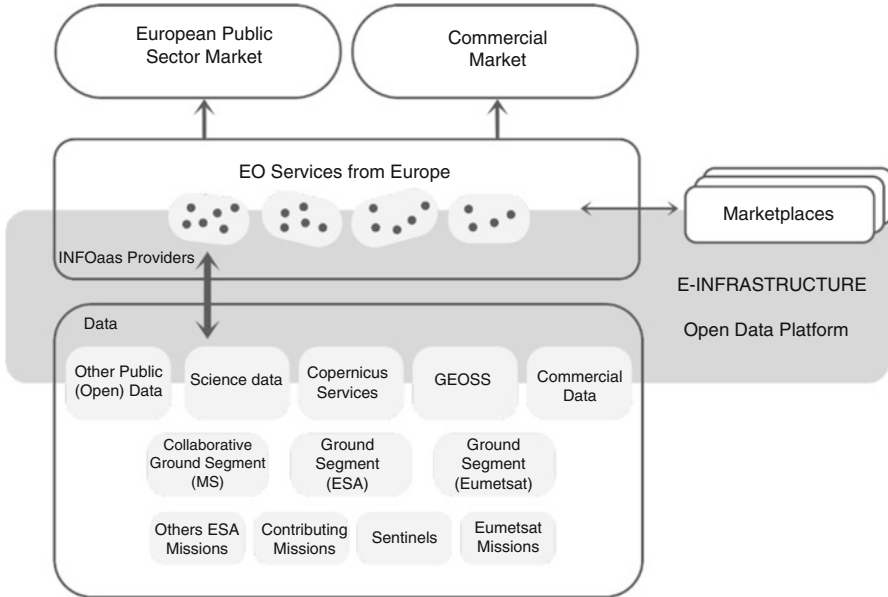 European Public
Sector Market
Commercial
Market
EO Services from Europe
INFOaas Providers
Marketplaces
E-INFRASTRUCTURE
Open Data Platform
Data
Other Public
(Open) Data
Science data
Copernicus
Services
GEOSS
Commercial
Data
Collaborative
Ground Segment
(MS)
Ground
Segment
(ESA)
Ground
Segment
(Eumetsat)
Others ESA
Missions
Contributing
Missions
Sentinels
Eumetsat
Missions